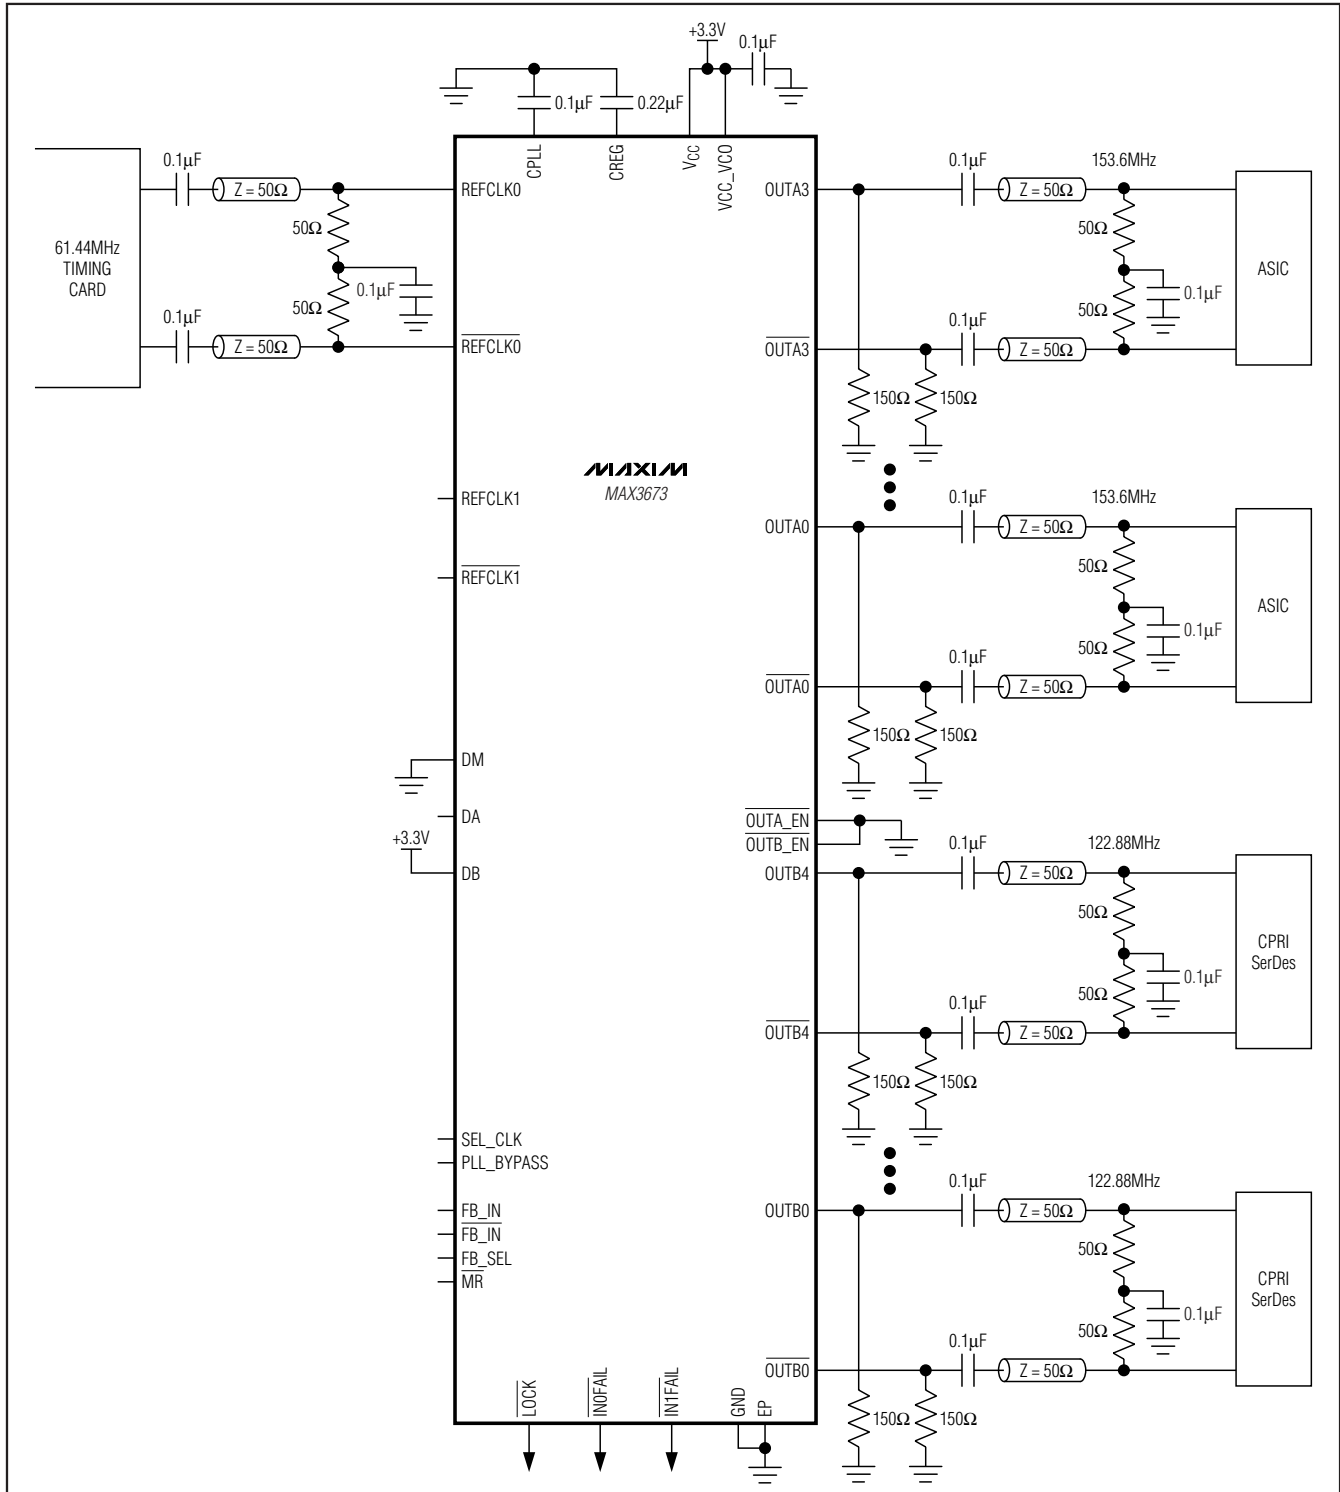 +3.3V
0.1µF
0.1µF
0.22µF
CPLL
CREG
VCC
VCC_VCO
61.44MHz
TIMING
CARD
0.1µF
Z = 50Ω
REFCLK0
50Ω
0.1µF
50Ω
0.1µF
Z = 50Ω
REFCLK0
REFCLK1
REFCLK1
MAXIM
MAX3673
DM
DA
+3.3V
DB
SEL_CLK
PLL_BYPASS
FB_IN
FB_IN
FB_SEL
MR
LOCK
IN0FAIL
IN1FAIL
GND
EP
OUTA3
0.1µF
153.6MHz
Z = 50Ω
50Ω
0.1µF
50Ω
ASIC
OUTA3
0.1µF
Z = 50Ω
150Ω
150Ω
OUTA0
0.1µF
153.6MHz
Z = 50Ω
50Ω
0.1µF
50Ω
ASIC
OUTA0
0.1µF
Z = 50Ω
150Ω
150Ω
OUTA_EN
OUTB_EN
OUTB4
0.1µF
122.88MHz
Z = 50Ω
50Ω
0.1µF
50Ω
CPRI
SerDes
OUTB4
0.1µF
Z = 50Ω
150Ω
150Ω
OUTB0
0.1µF
122.88MHz
Z = 50Ω
50Ω
0.1µF
50Ω
CPRI
SerDes
OUTB0
0.1µF
Z = 50Ω
150Ω
150Ω